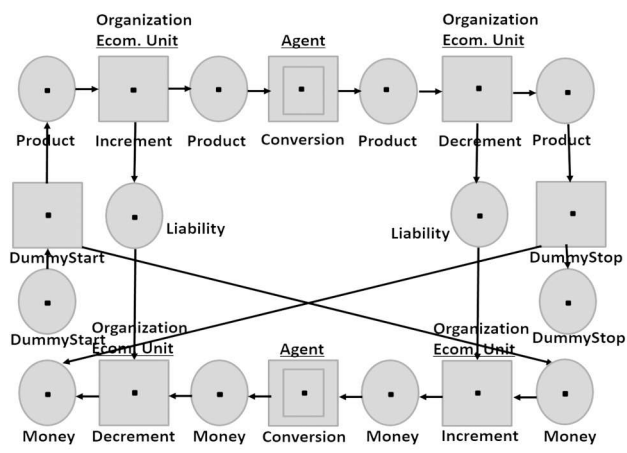 Organization
Ecom. Unit
Agent
Organization
Ecom. Unit
Product
Increment
Product
Conversion
Product
Decrement
Product
Liability
Liability
DummyStart
DummyStop
DummyStart
DummyStop
Organization
Ecom. Unit
Agent
Organization
Ecom. Unit
Money
Decrement
Money
Conversion
Money
Increment
Money